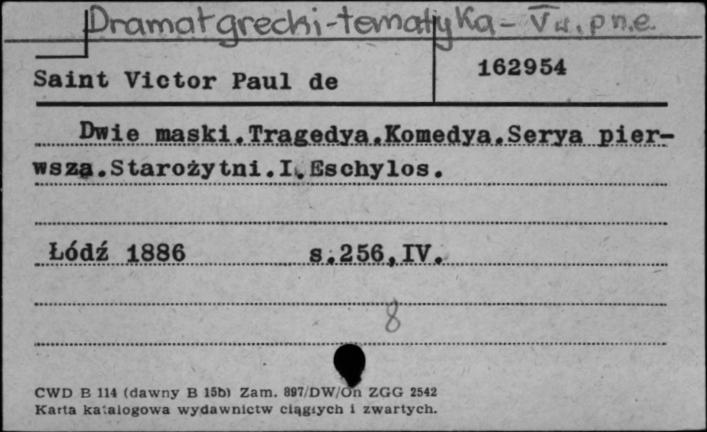 Dramat grecki-tematyka - V w. p n.e.
Saint Victor Paul de
162954
Dwie maski.Tragedya.Komedya.Serya pier-
wsza.Starożytni.I.Eschylos.
Łódź 1886 s.256,IV.
8
CWD B 114 (dawny B 15b) Zam. 897/DW/On ZGG 2542
Karta katalogowa wydawnictw ciągłych i zwartych.